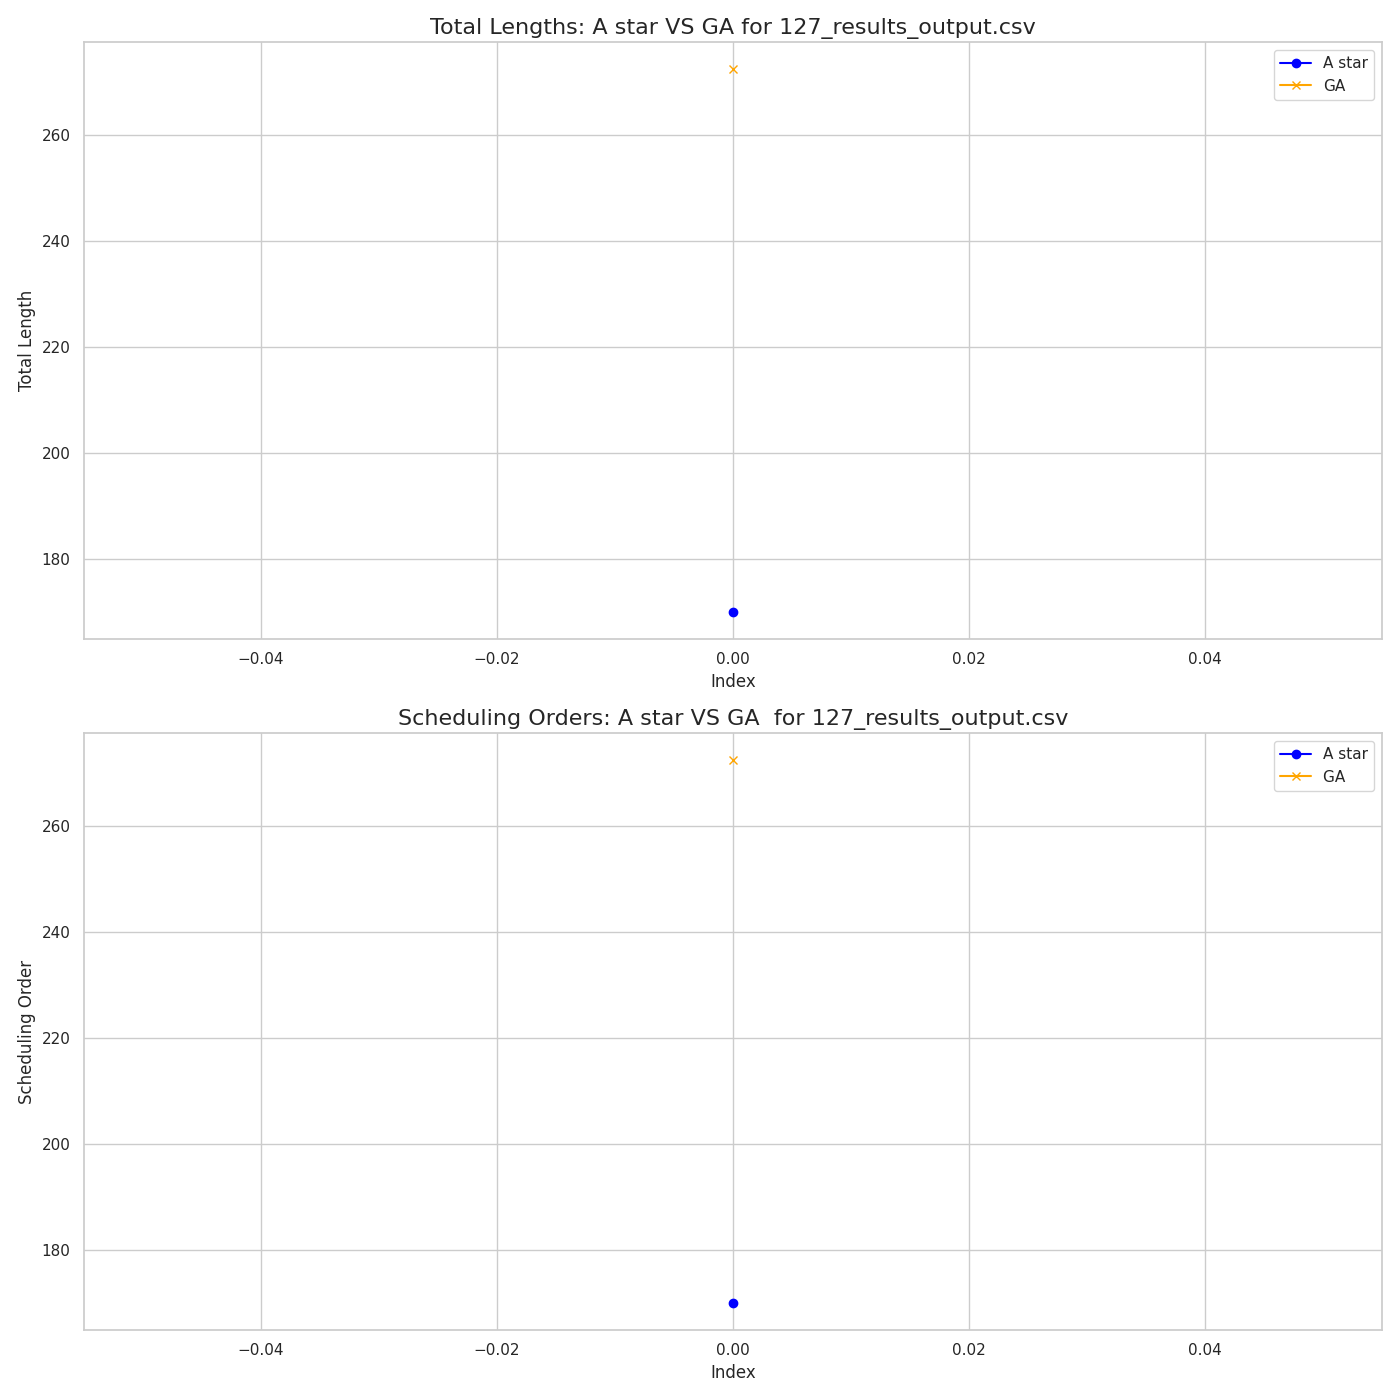 Total Lengths: A star VS GA for 127_results_output.csv
A star
GA
260
240
220
200
180
Total Length
−0.04 −0.02 0.00 0.02 0.04
Index
Scheduling Orders: A star VS GA  for 127_results_output.csv
A star
GA
260
240
220
200
180
Scheduling Order
−0.04 −0.02 0.00 0.02 0.04
Index